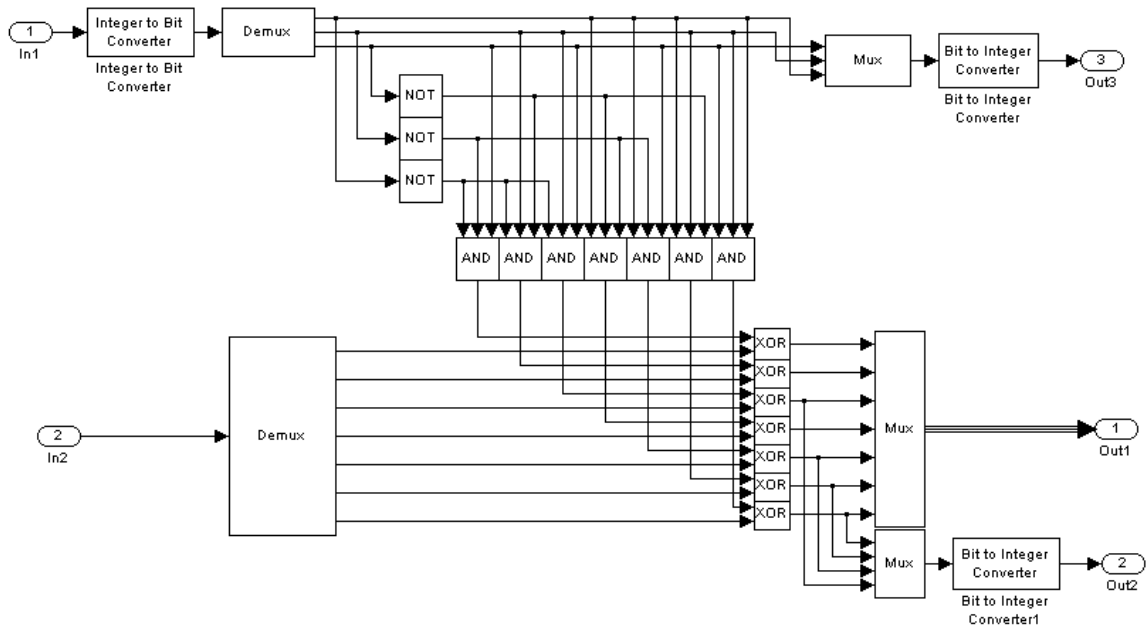 1
In1
Integer to Bit
Converter
Integer to Bit
Converter
Demux
Mux
Bit to Integer
Converter
Bit to Integer
Converter
3
Out3
NOT
NOT
NOT
AND AND AND AND AND AND AND
2
In2
Demux
XOR
XOR
XOR
XOR
XOR
XOR
XOR
Mux
1
Out1
Mux
Bit to Integer
Converter
Bit to Integer
Converter1
2
Out2